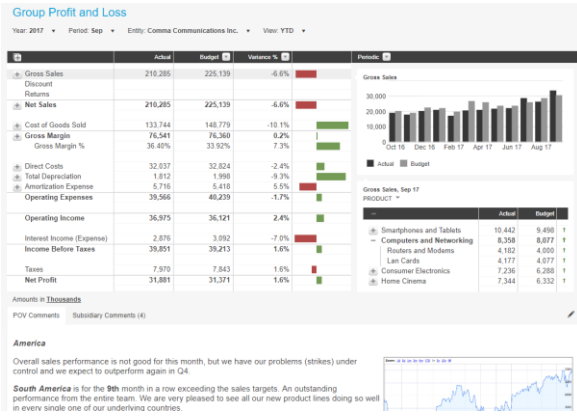 Group Profit and Loss
Year: 2017 Period: Sep Entity: Comma Communications Inc. View: YTD
Actual Budget Variance % Periodic
Gross Sales 210,285 225,139 -6.6%
Discount
Returns
Net Sales 210,285 225,139 -6.6%
Cost of Goods Sold 133,744 148,779 -10.1%
Gross Margin 76,541 76,360 0.2%
Gross Margin % 36.40% 33.92% 7.3%
Direct Costs 32,037 32,824 -2.4%
Total Depreciation 1,812 1,998 -9.3%
Amortization Expense 5,716 5,418 5.5%
Operating Expenses 39,566 40,239 -1.7%
Operating Income 36,975 36,121 2.4%
Interest Income (Expense) 2,876 3,092 -7.0%
Income Before Taxes 39,851 39,213 1.6%
Taxes 7,970 7,843 1.6%
Net Profit 31,881 31,371 1.6%
Gross Sales
30,000
20,000
10,000
Oct 16 Dec 16 Feb 17 Apr 17 Jun 17 Aug 17
Actual Budget
Gross Sales, Sep 17
PRODUCT
Actual Budget
Smartphones and Tablets 10,442 9,498
Computers and Networking 8,358 8,077
Routers and Modems 4,182 4,000
Lan Cards 4,177 4,077
Consumer Electronics 7,236 6,288
Home Cinema 7,344 6,332
Amounts in Thousands
POV Comments Subsidiary Comments (4)
America
Overall sales performance is not good for this month, but we have our problems (strikes) under
control and we expect to outperform again in Q4.
South America is for the 9th month in a row exceeding the sales targets. An outstanding
performance from the entire team. We are very pleased to see all our new product lines doing so well
in every single one of our underlying countries.